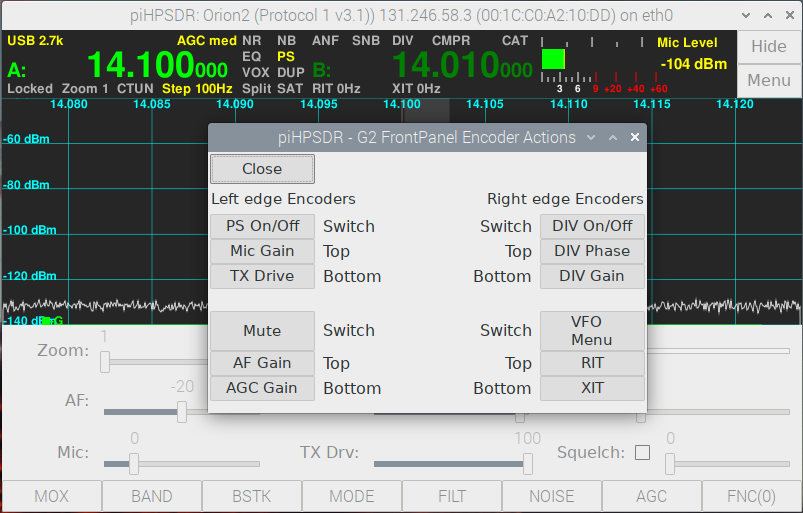 piHPSDR: Orion2 (Protocol 1 v3.1)) 131.246.58.3 (00:1C:C0:A2:10:DD) on eth0
USB 2.7k AGC med NR NB ANF SNB DIV CMPR CAT Mic Level Hide
EQ PS
A: 14.100000 VOX DUP B: 14.010000 -104 dBm
Locked Zoom 1 CTUN Step 100Hz Split SAT RIT 0Hz XIT 0Hz 3 6 9 +20 +40 +60 Menu
14.080 14.085 14.090 14.095 14.100 14.105 14.110 14.115 14.120
-60 dBm
-80 dBm
-100 dBm
-120 dBm
-140 dBm
piHPSDR - G2 FrontPanel Encoder Actions
Close
Left edge Encoders Right edge Encoders
PS On/Off Switch Switch DIV On/Off
Mic Gain Top Top DIV Phase
TX Drive Bottom Bottom DIV Gain
Mute Switch Switch VFO
Menu
AF Gain Top Top RIT
AGC Gain Bottom Bottom XIT
Zoom: 1
AF: -20
Mic: 0 TX Drv: 100 Squelch: 0
MOX BAND BSTK MODE FILT NOISE AGC FNC(0)